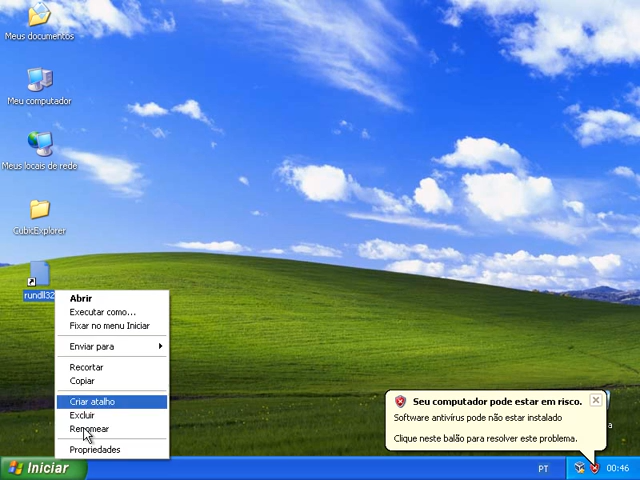 Meus documentos
Meu computador
Meus locais de rede
CubicExplorer
rundll32
Abrir
Executar como...
Fixar no menu Iniciar
Enviar para
Recortar
Copiar
Criar atalho
Excluir
Renomear
Propriedades
Seu computador pode estar em risco.
Software antivírus pode não estar instalado
Clique neste balão para resolver este problema.
Iniciar
PT
00:46